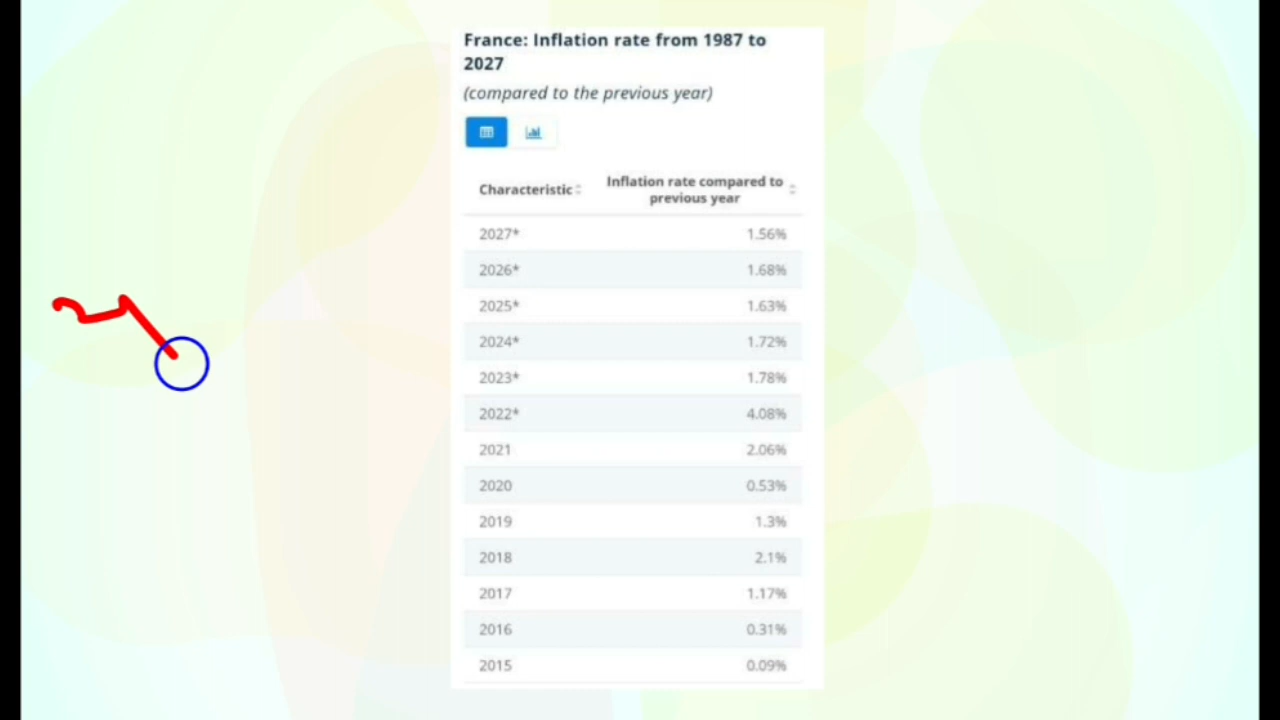 France: Inflation rate from 1987 to
2027
(compared to the previous year)
Characteristic
Inflation rate compared to
previous year
2027* 1.56%
2026* 1.68%
2025* 1.63%
2024* 1.72%
2023* 1.78%
2022* 4.08%
2021 2.06%
2020 0.53%
2019 1.3%
2018 2.1%
2017 1.17%
2016 0.31%
2015 0.09%